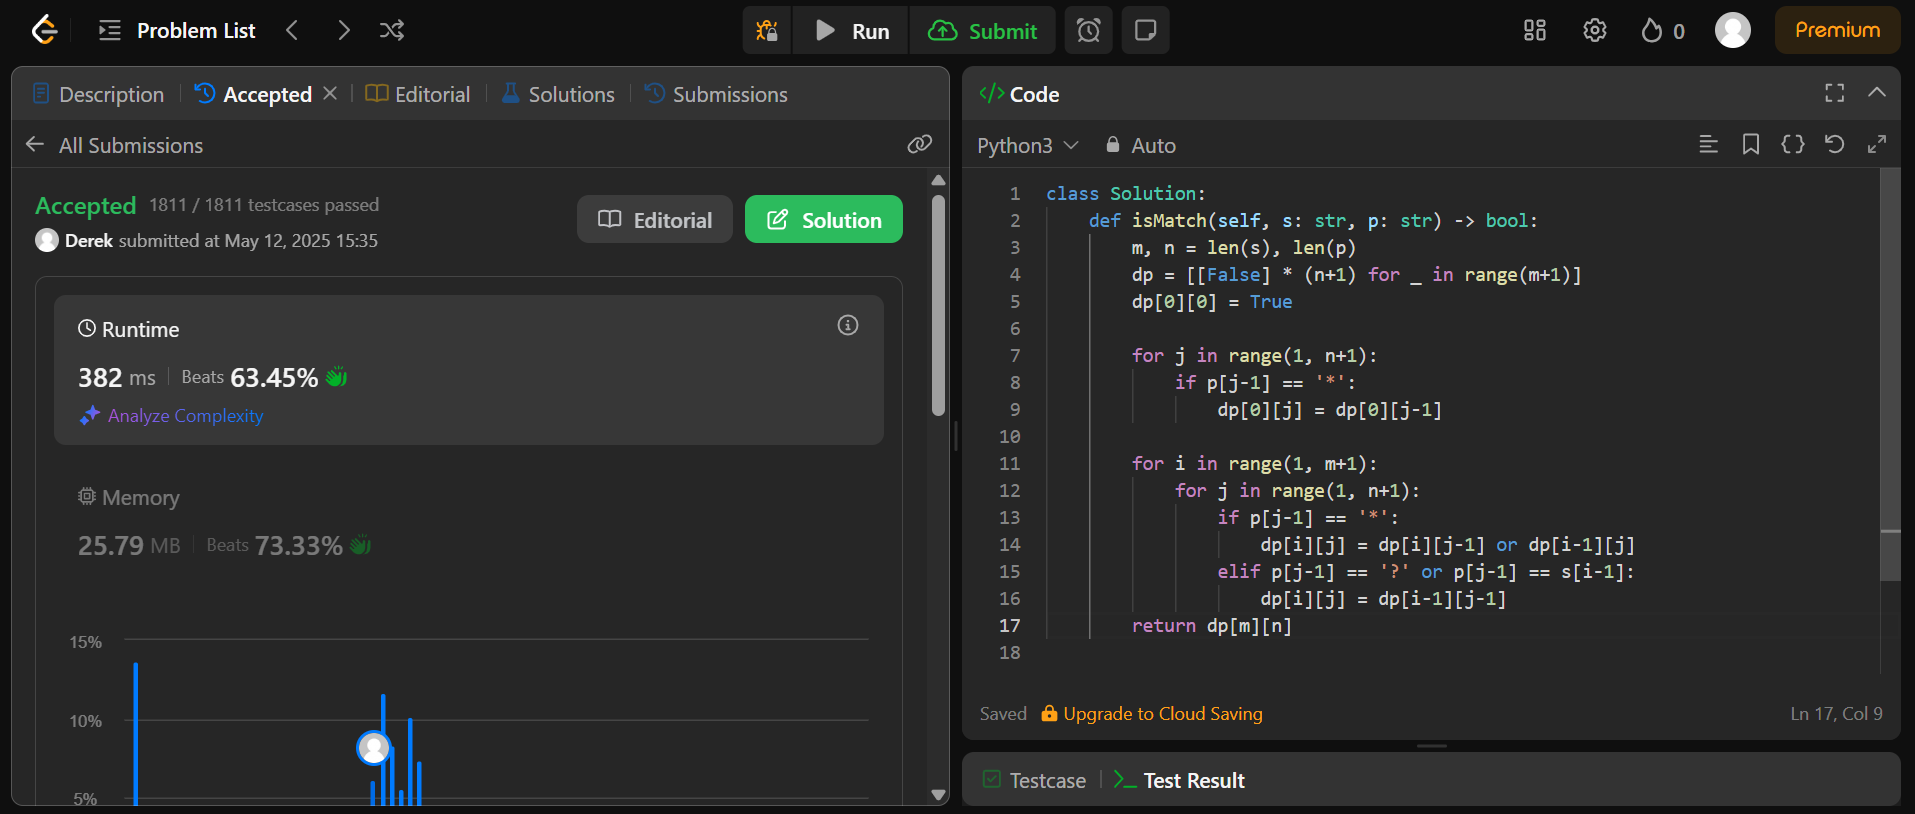 Problem List
Run
Submit
0
Premium
Description
Accepted
Editorial
Solutions
Submissions
All Submissions
Accepted 1811 / 1811 testcases passed
Derek submitted at May 12, 2025 15:35
Editorial
Solution
Runtime
382 ms
Beats 63.45%
Analyze Complexity
Memory
25.79 MB
Beats 73.33%
15%
10%
5%
</> Code
Python3
Auto
1 class Solution:
2     def isMatch(self, s: str, p: str) -> bool:
3         m, n = len(s), len(p)
4         dp = [[False] * (n+1) for _ in range(m+1)]
5         dp[0][0] = True
6
7         for j in range(1, n+1):
8             if p[j-1] == '*':
9                 dp[0][j] = dp[0][j-1]
10
11         for i in range(1, m+1):
12             for j in range(1, n+1):
13                 if p[j-1] == '*':
14                     dp[i][j] = dp[i][j-1] or dp[i-1][j]
15                 elif p[j-1] == '?' or p[j-1] == s[i-1]:
16                     dp[i][j] = dp[i-1][j-1]
17         return dp[m][n]
18
Saved
Upgrade to Cloud Saving
Ln 17, Col 9
Testcase
Test Result